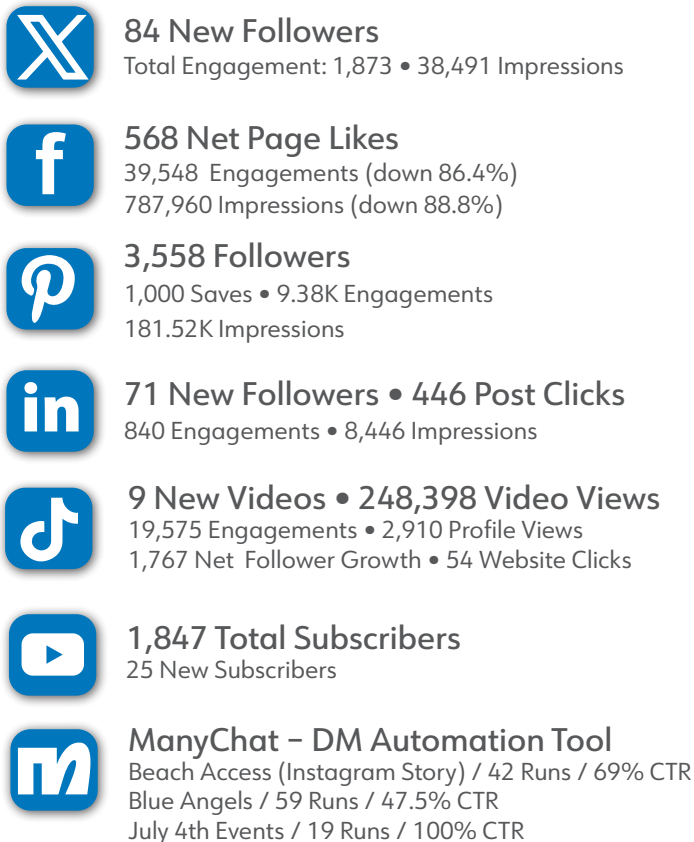 84 New Followers
Total Engagement: 1,873 • 38,491 Impressions
568 Net Page Likes
39,548 Engagements (down 86.4%)
787,960 Impressions (down 88.8%)
3,558 Followers
1,000 Saves • 9.38K Engagements
181.52K Impressions
71 New Followers • 446 Post Clicks
840 Engagements • 8,446 Impressions
9 New Videos • 248,398 Video Views
19,575 Engagements • 2,910 Profile Views
1,767 Net Follower Growth • 54 Website Clicks
1,847 Total Subscribers
25 New Subscribers
ManyChat – DM Automation Tool
Beach Access (Instagram Story) / 42 Runs / 69% CTR
Blue Angels / 59 Runs / 47.5% CTR
July 4th Events / 19 Runs / 100% CTR